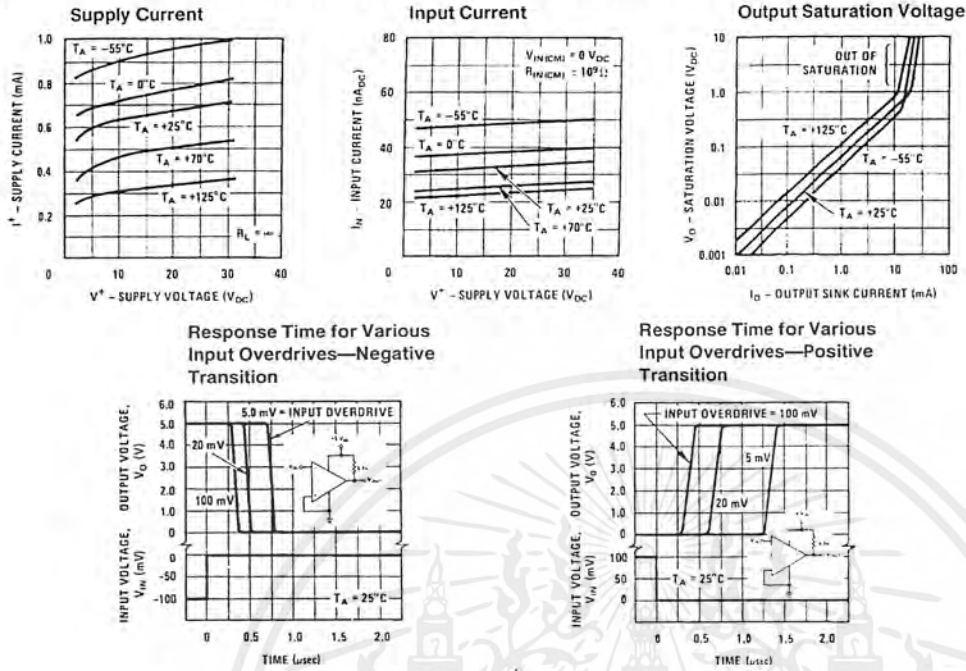 Supply Current
I⁺ – SUPPLY CURRENT (mA)
1.0
0.8
0.6
0.4
0.2
0
T_A = –55°C
T_A = 0°C
T_A = +25°C
T_A = +70°C
T_A = +125°C
R_L = ∞
0 10 20 30 40
V⁺ – SUPPLY VOLTAGE (V_DC)
Input Current
I_IN – INPUT CURRENT (nA_DC)
80
60
40
20
0
V_IN(CM) = 0 V_DC
R_IN(CM) = 10⁹Ω
T_A = –55°C
T_A = 0°C
T_A = +125°C
T_A = +25°C
T_A = +70°C
0 10 20 30 40
V⁺ – SUPPLY VOLTAGE (V_DC)
Output Saturation Voltage
V_O – SATURATION VOLTAGE (V_DC)
10
1.0
0.1
0.01
0.001
OUT OF
SATURATION
T_A = +125°C
T_A = –55°C
T_A = +25°C
0.01 0.1 1.0 10 100
I_O – OUTPUT SINK CURRENT (mA)
Response Time for Various
Input Overdrives—Negative
Transition
OUTPUT VOLTAGE,
V_O (V)
6.0
5.0
4.0
3.0
2.0
1.0
0
5.0 mV = INPUT OVERDRIVE
20 mV
100 mV
INPUT VOLTAGE,
V_IN (mV)
0
-50
-100
T_A = 25°C
0 0.5 1.0 1.5 2.0
TIME (µsec)
Response Time for Various
Input Overdrives—Positive
Transition
OUTPUT VOLTAGE,
V_O (V)
6.0
5.0
4.0
3.0
2.0
1.0
0
INPUT OVERDRIVE = 100 mV
5 mV
20 mV
INPUT VOLTAGE,
V_IN (mV)
100
50
0
T_A = 25°C
0 0.5 1.0 1.5 2.0
TIME (µsec)